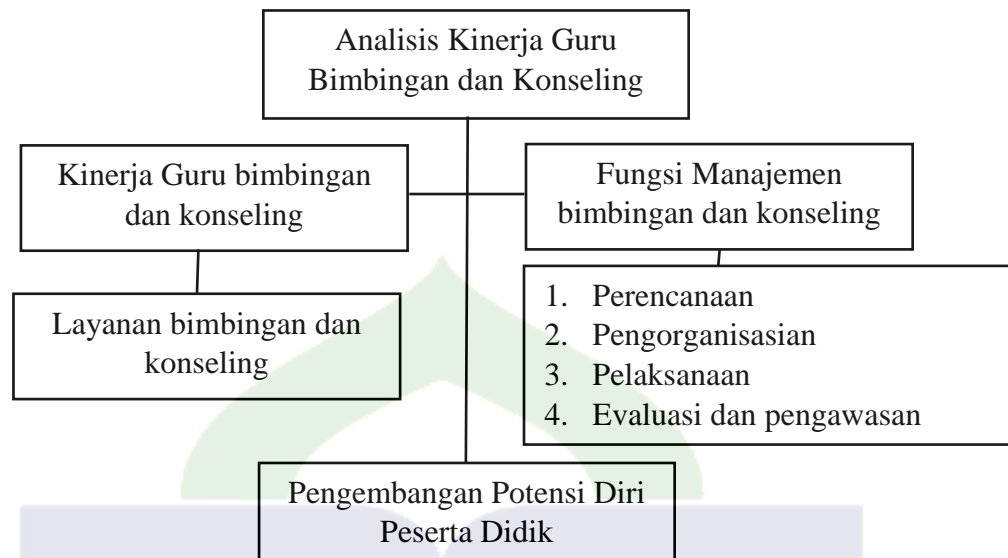 Analisis Kinerja Guru
Bimbingan dan Konseling
Kinerja Guru bimbingan
dan konseling
Fungsi Manajemen
bimbingan dan konseling
Layanan bimbingan dan
konseling
1. Perencanaan
2. Pengorganisasian
3. Pelaksanaan
4. Evaluasi dan pengawasan
Pengembangan Potensi Diri
Peserta Didik